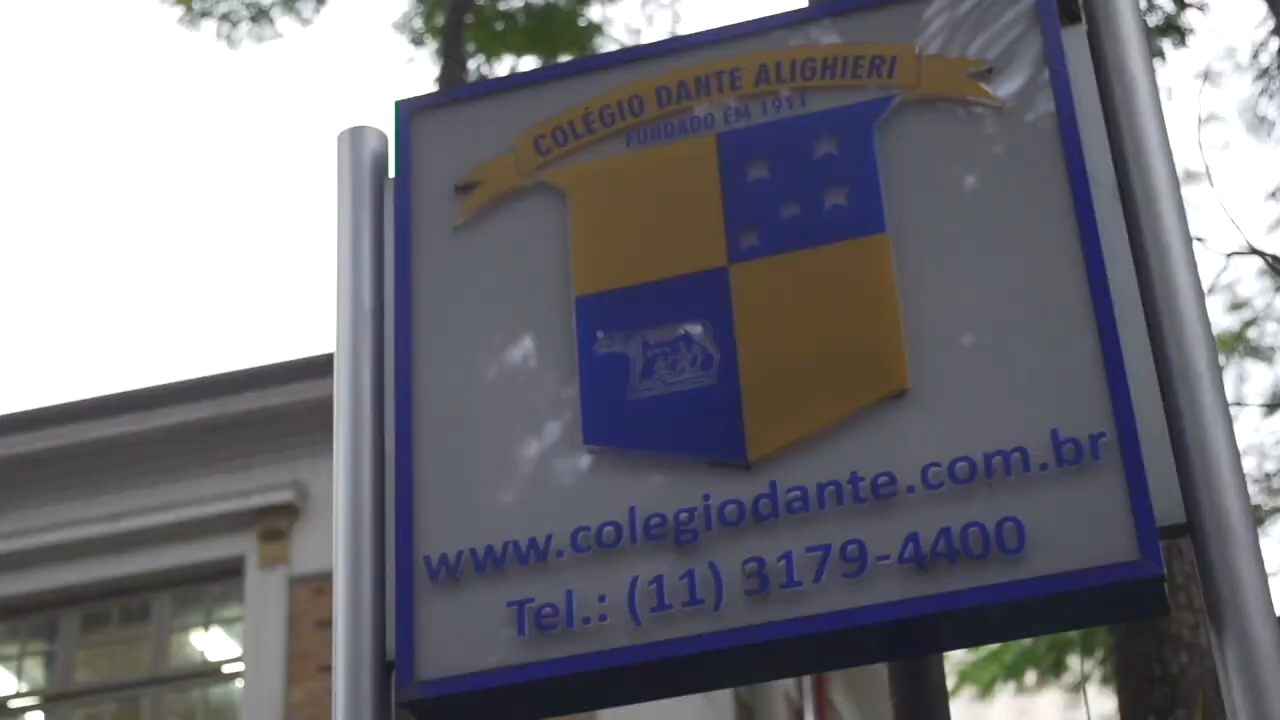 COLÉGIO DANTE ALIGHIERI
FUNDADO EM 1911
www.colegiodante.com.br
Tel.: (11) 3179-4400